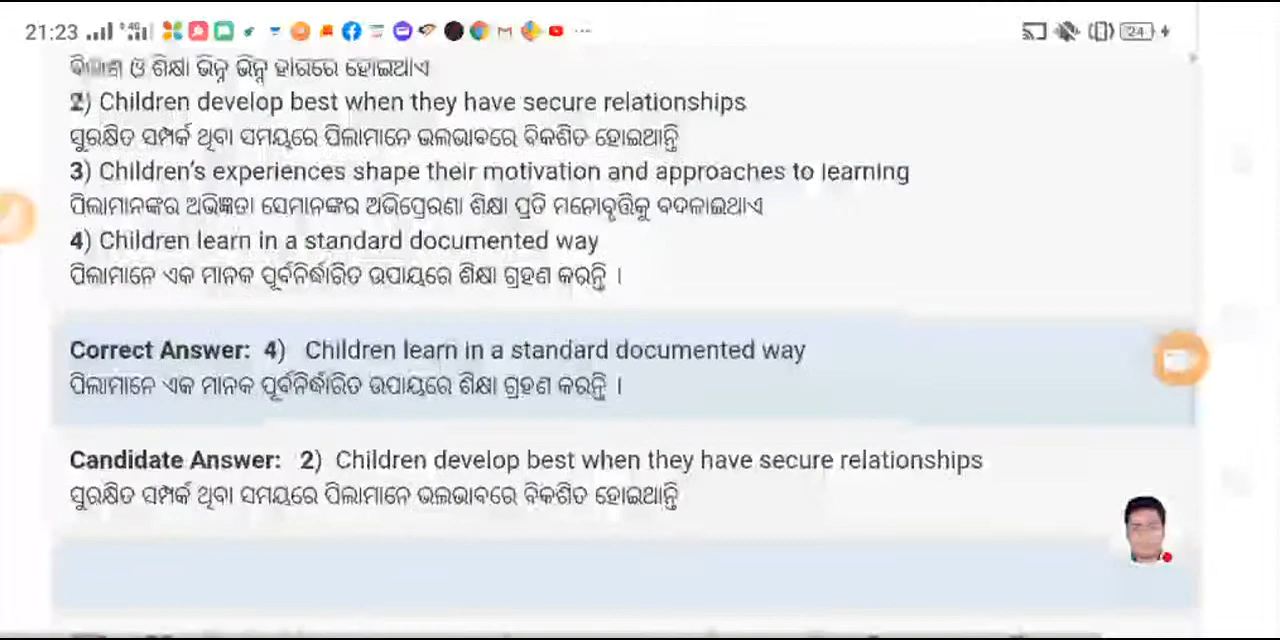 21:23
24
ଓ ଶିକ୍ଷା ଭିନ୍ନ ଭିନ୍ନ ହାରରେ ହୋଇଥାଏ
2) Children develop best when they have secure relationships
ସୁରକ୍ଷିତ ସମ୍ପର୍କ ଥିବା ସମୟରେ ପିଲାମାନେ ଭଲଭାବରେ ବିକଶିତ ହୋଇଥାନ୍ତି
3) Children's experiences shape their motivation and approaches to learning
ପିଲାମାନଙ୍କର ଅଭିଜ୍ଞତା ସେମାନଙ୍କର ଅଭିପ୍ରେରଣା ଶିକ୍ଷା ପ୍ରତି ମନୋବୃତ୍ତିକୁ ବଦଳାଇଥାଏ
4) Children learn in a standard documented way
ପିଲାମାନେ ଏକ ମାନକ ପୂର୍ବନିର୍ଦ୍ଧାରିତ ଉପାୟରେ ଶିକ୍ଷା ଗ୍ରହଣ କରନ୍ତି ।
Correct Answer: 4) Children learn in a standard documented way
ପିଲାମାନେ ଏକ ମାନକ ପୂର୍ବନିର୍ଦ୍ଧାରିତ ଉପାୟରେ ଶିକ୍ଷା ଗ୍ରହଣ କରନ୍ତି ।
Candidate Answer: 2) Children develop best when they have secure relationships
ସୁରକ୍ଷିତ ସମ୍ପର୍କ ଥିବା ସମୟରେ ପିଲାମାନେ ଭଲଭାବରେ ବିକଶିତ ହୋଇଥାନ୍ତି